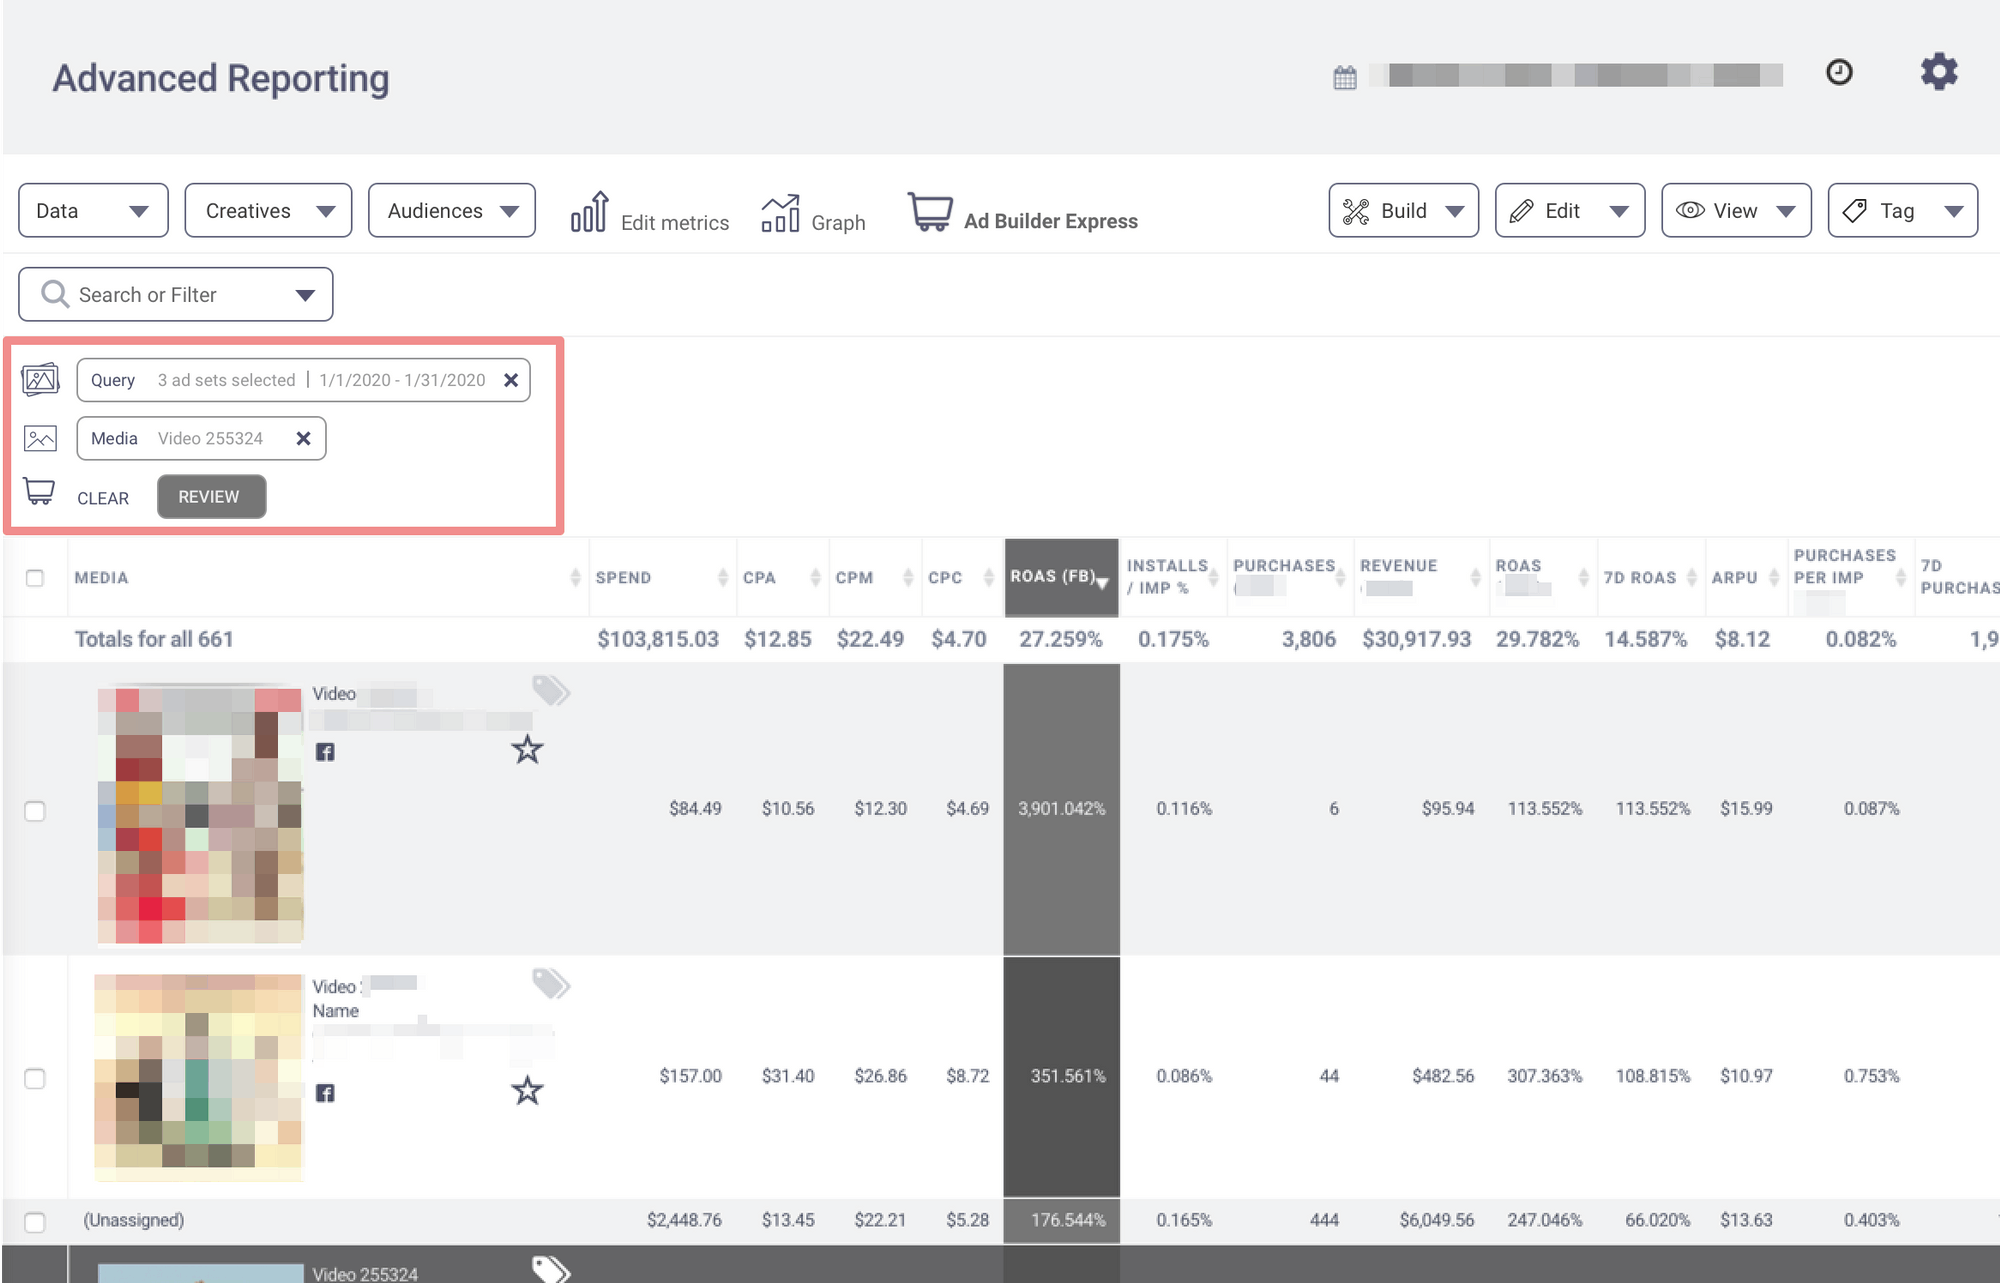 Advanced Reporting
Data Creatives Audiences Edit metrics Graph Ad Builder Express Build Edit View Tag
Search or Filter
Query 3 ad sets selected | 1/1/2020 - 1/31/2020
Media Video 255324
CLEAR REVIEW
MEDIA SPEND CPA CPM CPC ROAS (FB) INSTALLS / IMP % PURCHASES REVENUE ROAS 7D ROAS ARPU PURCHASES PER IMP 7D PURCHAS
Totals for all 661 $103,815.03 $12.85 $22.49 $4.70 27.259% 0.175% 3,806 $30,917.93 29.782% 14.587% $8.12 0.082% 1,9
Video
$84.49 $10.56 $12.30 $4.69 3,901.042% 0.116% 6 $95.94 113.552% 113.552% $15.99 0.087%
Video
Name
$157.00 $31.40 $26.86 $8.72 351.561% 0.086% 44 $482.56 307.363% 108.815% $10.97 0.753%
(Unassigned) $2,448.76 $13.45 $22.21 $5.28 176.544% 0.165% 444 $6,049.56 247.046% 66.020% $13.63 0.403%
Video 255324